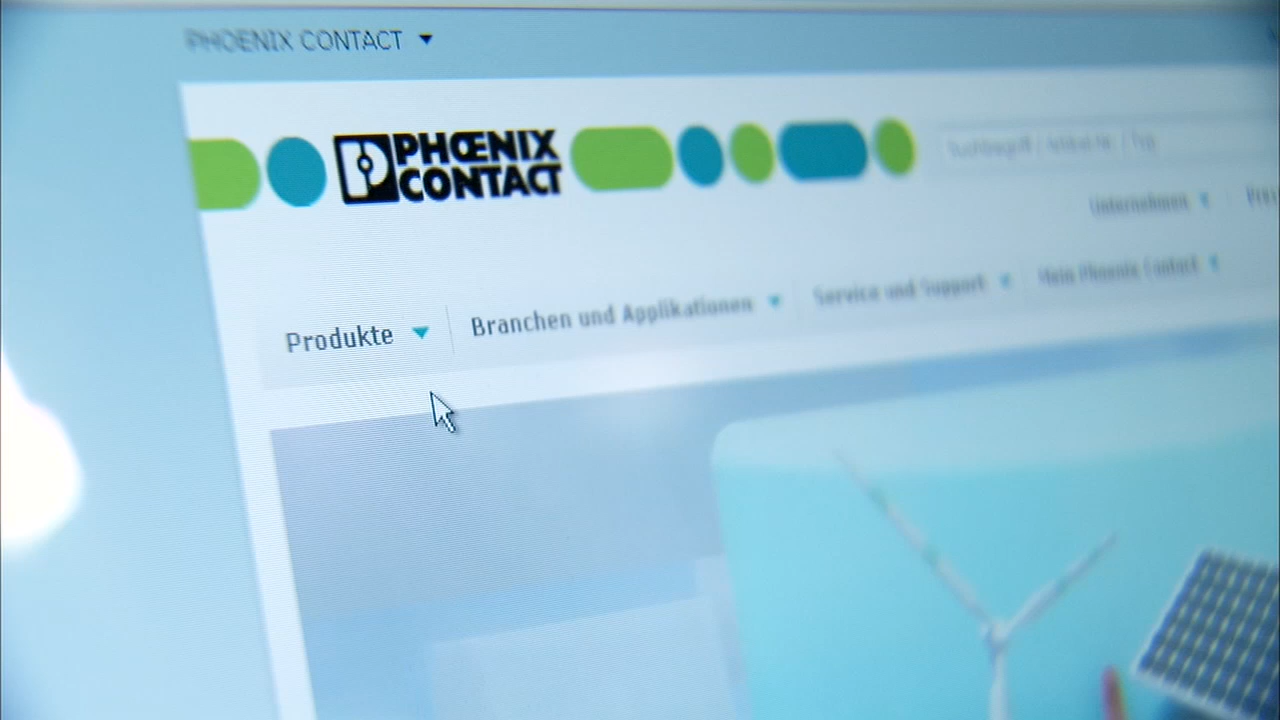 PHOENIX CONTACT
PHŒNIX
CONTACT
Unternehmen
Produkte
Branchen und Applikationen
Service und Support
Mein Phoenix Contact